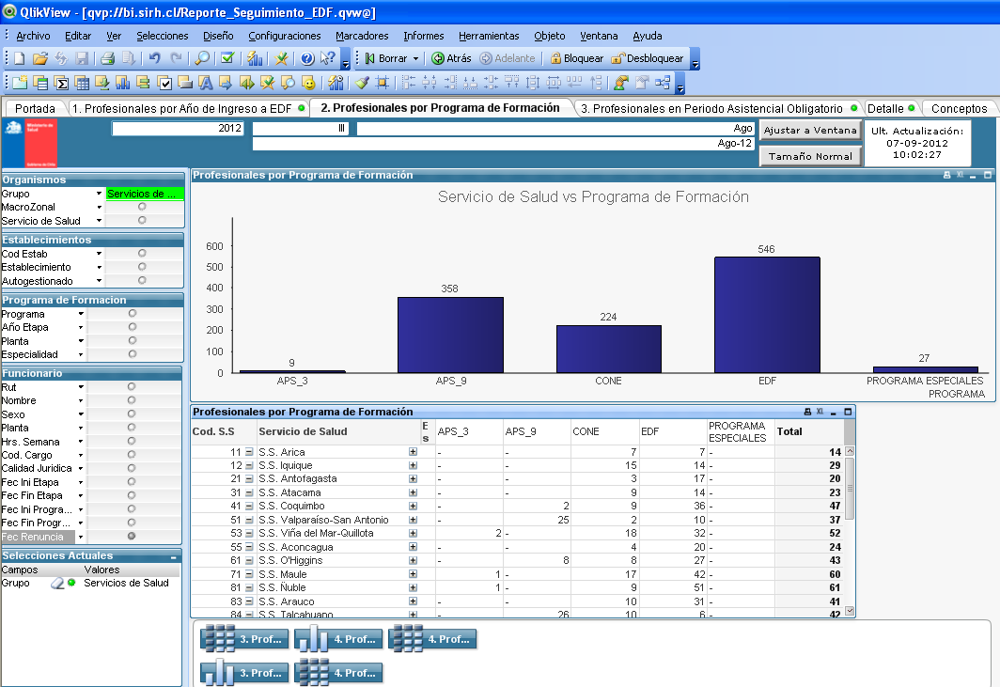 QlikView - [qvp://bi.sirh.cl/Reporte_Seguimiento_EDF.qvw@]
Archivo Editar Ver Selecciones Diseño Configuraciones Marcadores Informes Herramientas Objeto Ventana Ayuda
Borrar Atrás Adelante Bloquear Desbloquear
Portada 1. Profesionales por Año de Ingreso a EDF 2. Profesionales por Programa de Formación 3. Profesionales en Periodo Asistencial Obligatorio Detalle Conceptos
Ministerio de Salud
Gobierno de Chile
2012 III Ago
Ago-12
Ajustar a Ventana
Tamaño Normal
Ult. Actualización:
07-09-2012
10:02:27
Organismos
Grupo Servicios de ...
MacroZonal
Servicio de Salud
Establecimientos
Cod Estab
Establecimiento
Autogestionado
Programa de Formacion
Programa
Año Etapa
Planta
Especialidad
Funcionario
Rut
Nombre
Sexo
Planta
Hrs. Semana
Cod. Cargo
Calidad Juridica
Fec Ini Etapa
Fec Fin Etapa
Fec Ini Progra...
Fec Fin Progr...
Fec Renuncia
Selecciones Actuales
Campos Valores
Grupo Servicios de Salud
Profesionales por Programa de Formación XL
Servicio de Salud vs Programa de Formación
600
500
400
300
200
100
0
9 358 224 546 27
APS_3 APS_9 CONE EDF PROGRAMA ESPECIALES
PROGRAMA
Profesionales por Programa de Formación XL
Cod. S.S Servicio de Salud Es APS_3 APS_9 CONE EDF PROGRAMA ESPECIALES Total
11 S.S. Arica - - 7 7 - 14
12 S.S. Iquique - - 15 14 - 29
21 S.S. Antofagasta - - 3 17 - 20
31 S.S. Atacama - - 9 14 - 23
41 S.S. Coquimbo - 2 9 36 - 47
51 S.S. Valparaíso-San Antonio - 25 2 10 - 37
53 S.S. Viña del Mar-Quillota 2 - 18 32 - 52
55 S.S. Aconcagua - - 4 20 - 24
61 S.S. O'Higgins - 8 8 27 - 43
71 S.S. Maule 1 - 17 42 - 60
81 S.S. Ñuble 1 - 9 51 - 61
83 S.S. Arauco - - 10 31 - 41
84 S.S. Talcahuano - 26 10 6 - 42
3. Prof... 4. Prof... 4. Prof...
3. Prof... 4. Prof...